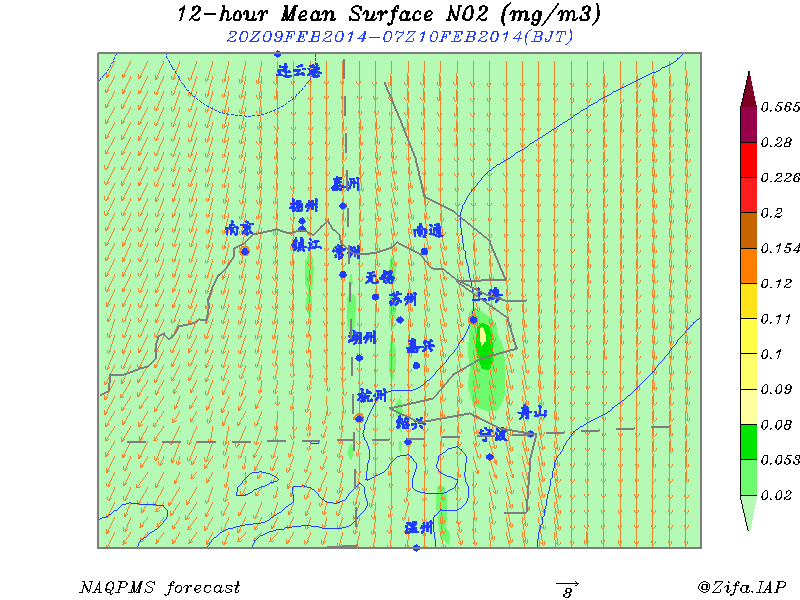 12-hour Mean Surface NO2 (mg/m3)
20Z09FEB2014-07Z10FEB2014(BJT)
连云港
泰州
扬州
南京
镇江
常州
南通
无锡
苏州
上海
湖州
嘉兴
杭州
绍兴
舟山
宁波
温州
0.565
0.28
0.226
0.2
0.154
0.12
0.11
0.1
0.09
0.08
0.053
0.02
NAQPMS forecast
8
@Zifa.IAP